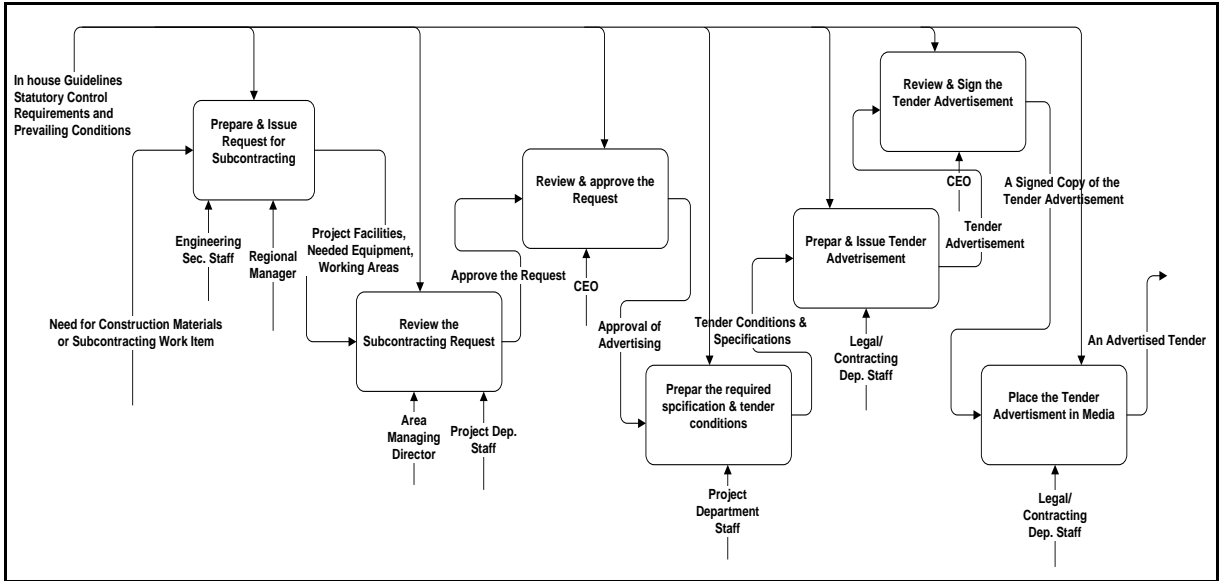 In house Guidelines
Statutory Control
Requirements and
Prevailing Conditions
Prepare & Issue
Request for
Subcontracting
Engineering
Sec. Staff
Regional
Manager
Need for Construction Materials
or Subcontracting Work Item
Project Facilities,
Needed Equipment,
Working Areas
Review the
Subcontracting Request
Area
Managing
Director
Project Dep.
Staff
Approve the Request
Review & approve the
Request
CEO
Approval of
Advertising
Prepar the required
spcification & tender
conditions
Project
Department
Staff
Tender Conditions &
Specifications
Prepar & Issue Tender
Advetrisement
Legal/
Contracting
Dep. Staff
Tender
Advertisement
Review & Sign the
Tender Advertisement
CEO
A Signed Copy of the
Tender Advertisement
Place the Tender
Advertisment in Media
Legal/
Contracting
Dep. Staff
An Advertised Tender